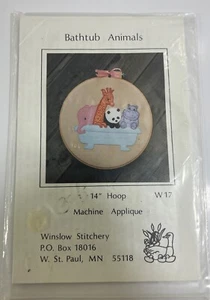 Bathtub Animals
14" Hoop W 17
Machine Applique
Winslow Stitchery
P.O. Box 18016
W. St. Paul, MN 55118